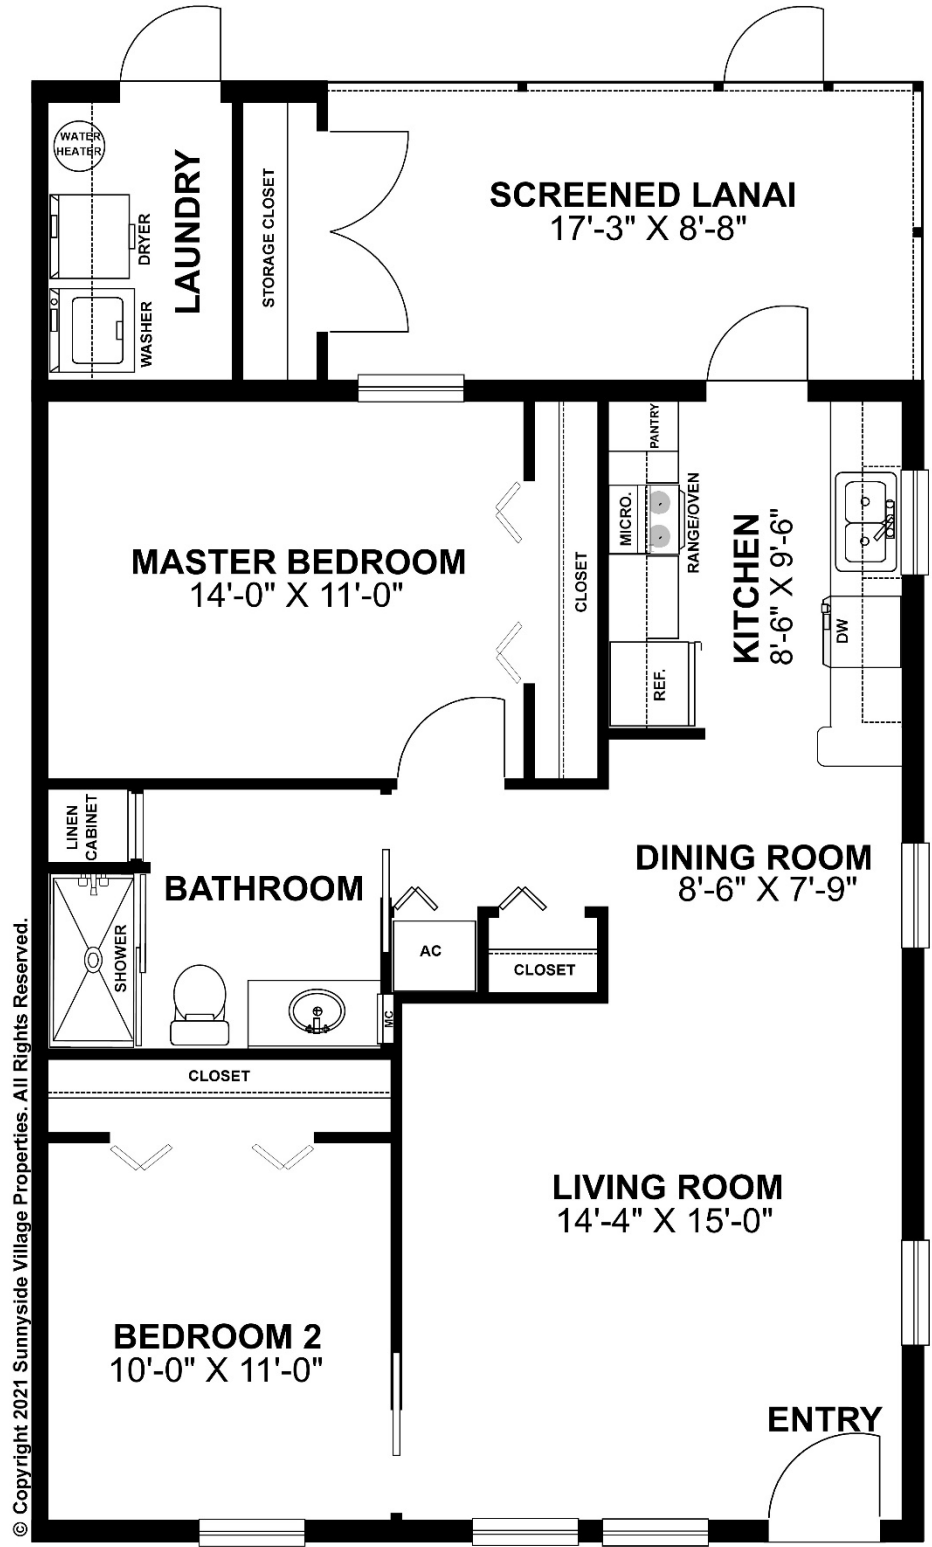 WATER
HEATER
DRYER
WASHER
LAUNDRY
STORAGE CLOSET
SCREENED LANAI
17'-3" X 8'-8"
MASTER BEDROOM
14'-0" X 11'-0"
CLOSET
PANTRY
MICRO.
RANGE/OVEN
REF.
KITCHEN
8'-6" X 9'-6"
DW
LINEN
CABINET
BATHROOM
SHOWER
MC
AC
CLOSET
DINING ROOM
8'-6" X 7'-9"
CLOSET
LIVING ROOM
14'-4" X 15'-0"
BEDROOM 2
10'-0" X 11'-0"
ENTRY
© Copyright 2021 Sunnyside Village Properties. All Rights Reserved.